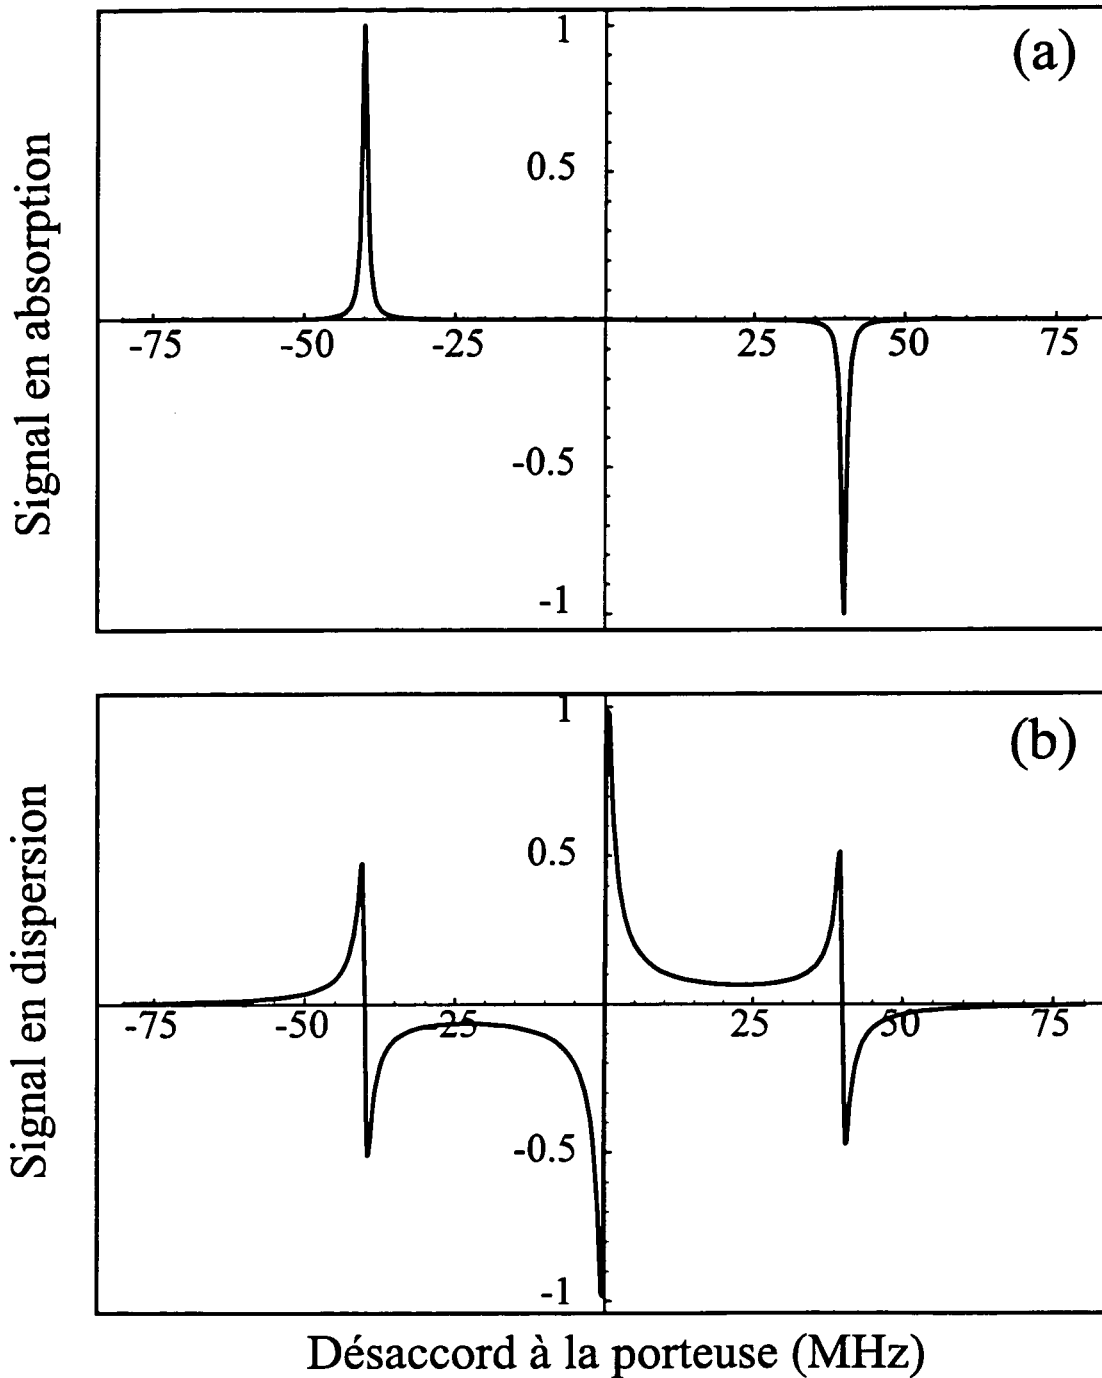 (a)
Signal en absorption
1
0.5
-75 -50 -25 25 50 75
-0.5
-1
(b)
Signal en dispersion
1
0.5
-75 -50 -25 25 50 75
-0.5
-1
Désaccord à la porteuse (MHz)